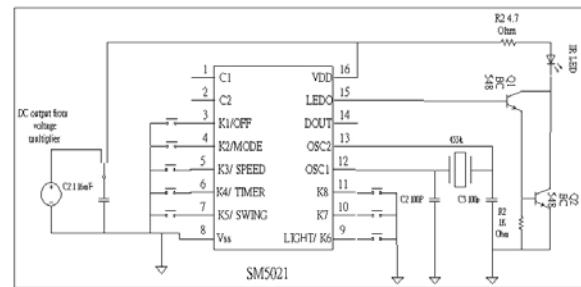 R2 4.7
Ohm
IR LED
1 C1
VDD 16
2 C2
LEDO 15
Q1
BC
548
3 K1/OFF
DOUT 14
4 K2/MODE
OSC2 13
455k
5 K3/ SPEED
OSC1 12
6 K4/ TIMER
K8 11
7 K5/ SWING
K7 10
8 Vss
LIGHT/ K6 9
DC output from
voltage
multiplier
C2 100P
C3 100p
R2
1K
Ohm
Q2
BC
548
SM5021